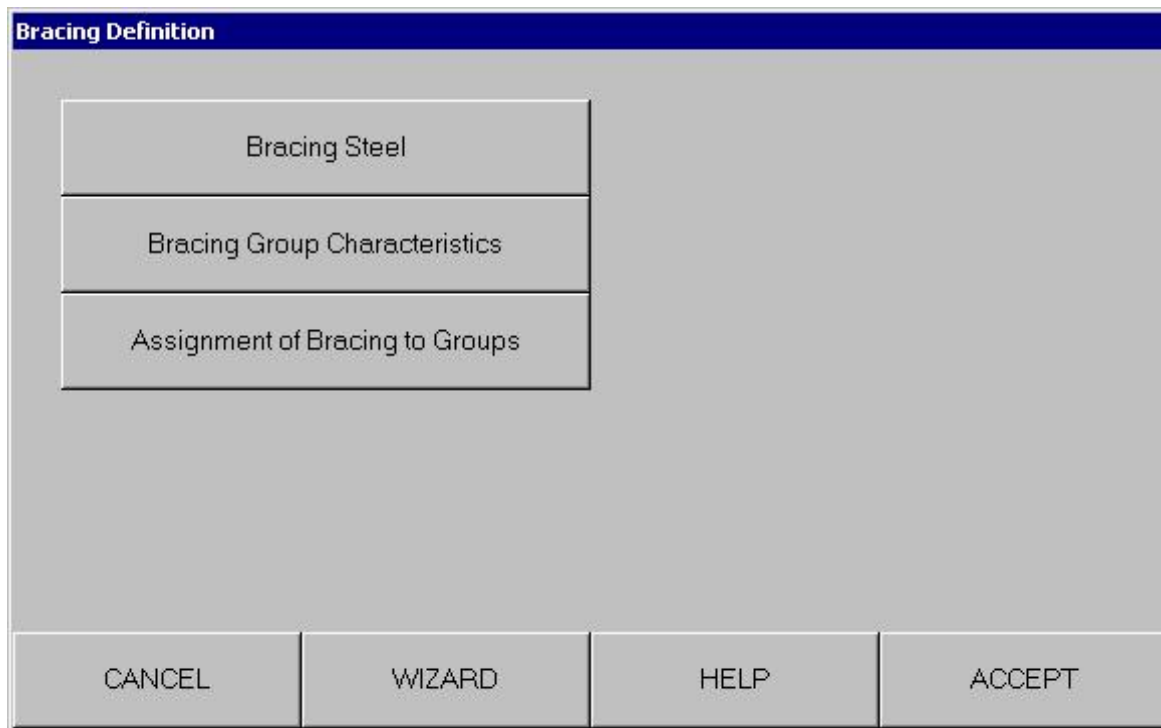 Bracing Definition
Bracing Steel
Bracing Group Characteristics
Assignment of Bracing to Groups
CANCEL WIZARD HELP ACCEPT